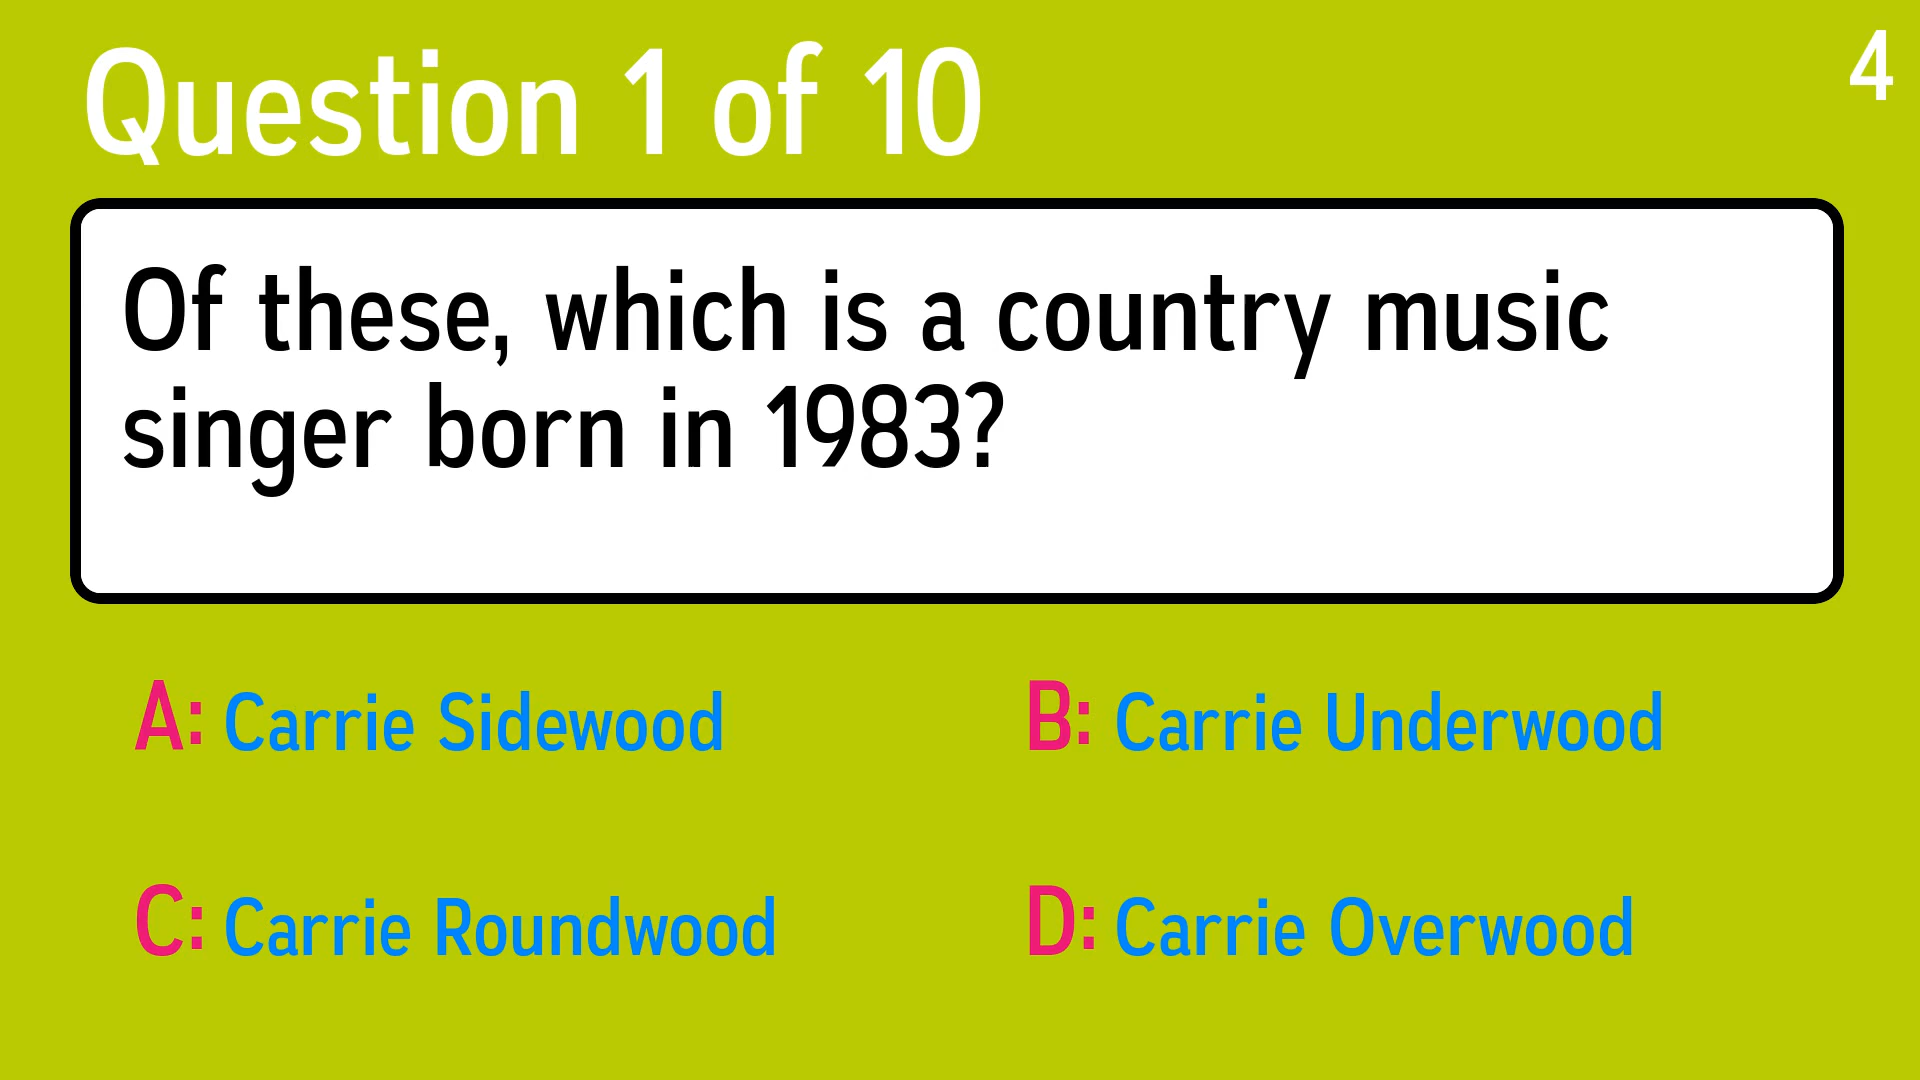 Question 1 of 10
4
Of these, which is a country music
singer born in 1983?
A: Carrie Sidewood
B: Carrie Underwood
C: Carrie Roundwood
D: Carrie Overwood